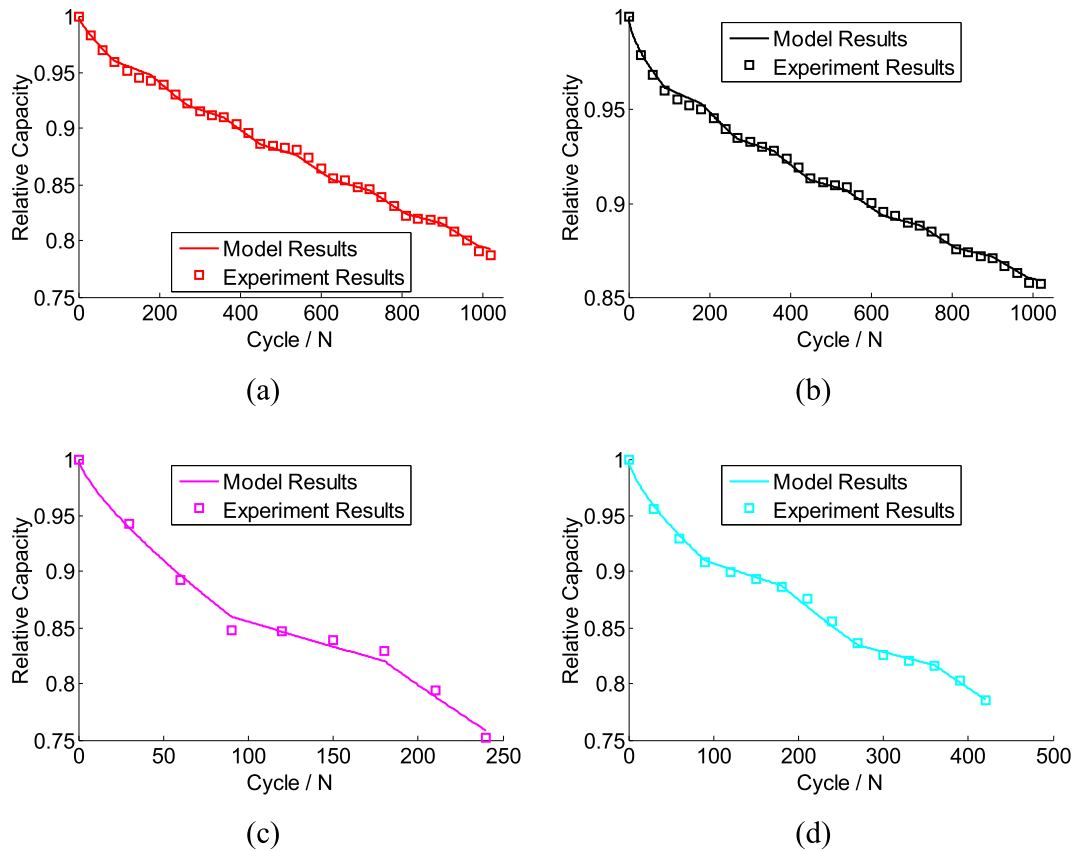 1
0.95
0.9
0.85
0.8
0.75
Relative Capacity
Model Results
Experiment Results
0 200 400 600 800 1000
Cycle / N
(a)
1
0.95
0.9
0.85
Relative Capacity
Model Results
Experiment Results
0 200 400 600 800 1000
Cycle / N
(b)
1
0.95
0.9
0.85
0.8
0.75
Relative Capacity
Model Results
Experiment Results
0 50 100 150 200 250
Cycle / N
(c)
1
0.95
0.9
0.85
0.8
0.75
Relative Capacity
Model Results
Experiment Results
0 100 200 300 400 500
Cycle / N
(d)